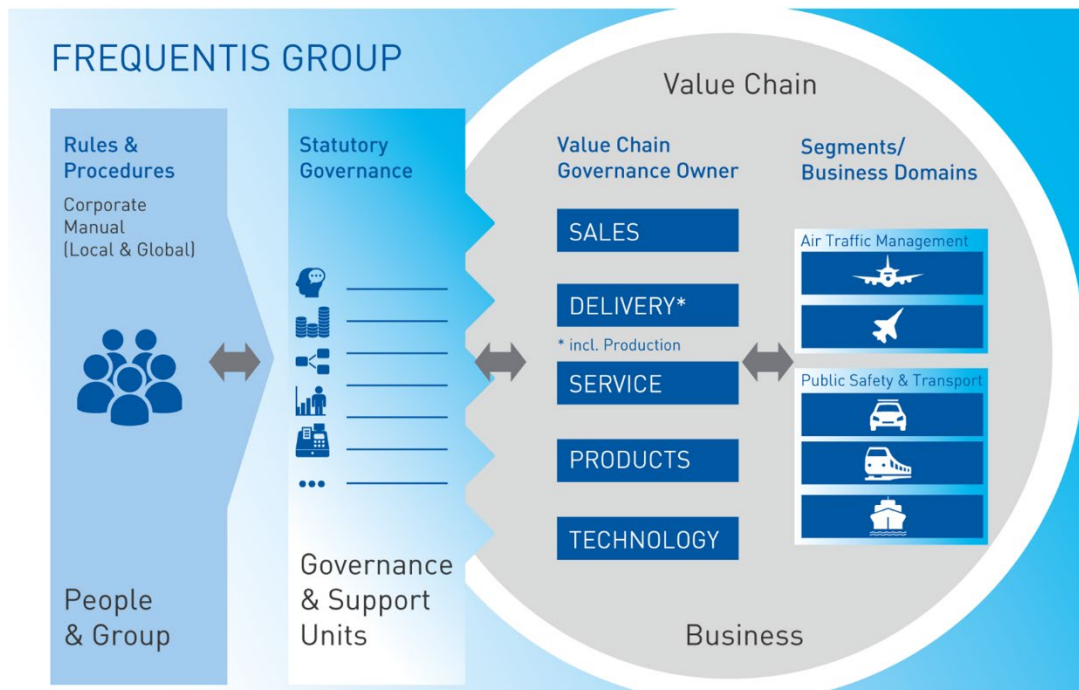 FREQUENTIS GROUP
Rules &
Procedures
Corporate
Manual
(Local & Global)
People
& Group
Statutory
Governance
Governance
& Support
Units
Value Chain
Value Chain
Governance Owner
SALES
DELIVERY*
* incl. Production
SERVICE
PRODUCTS
TECHNOLOGY
Segments/
Business Domains
Air Traffic Management
Public Safety & Transport
Business